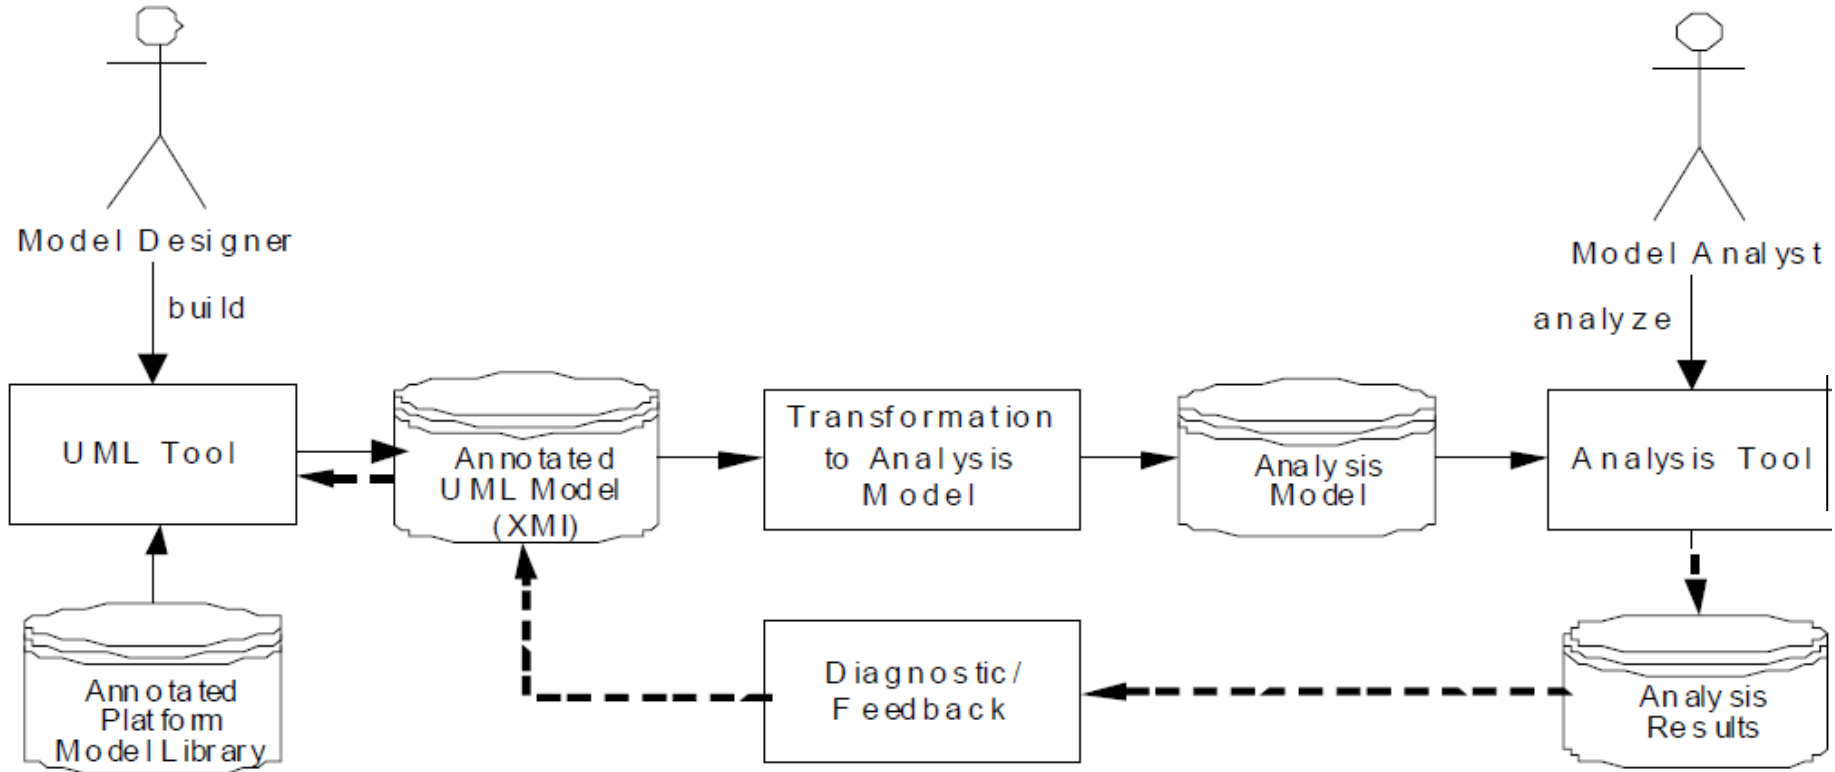 Model Designer
build
UML Tool
Annotated
Platform
Model Library
Annotated
UML Model
(XMI)
Transformation
to Analysis
Model
Analysis
Model
Model Analyst
analyze
Analysis Tool
Analysis
Results
Diagnostic/
Feedback